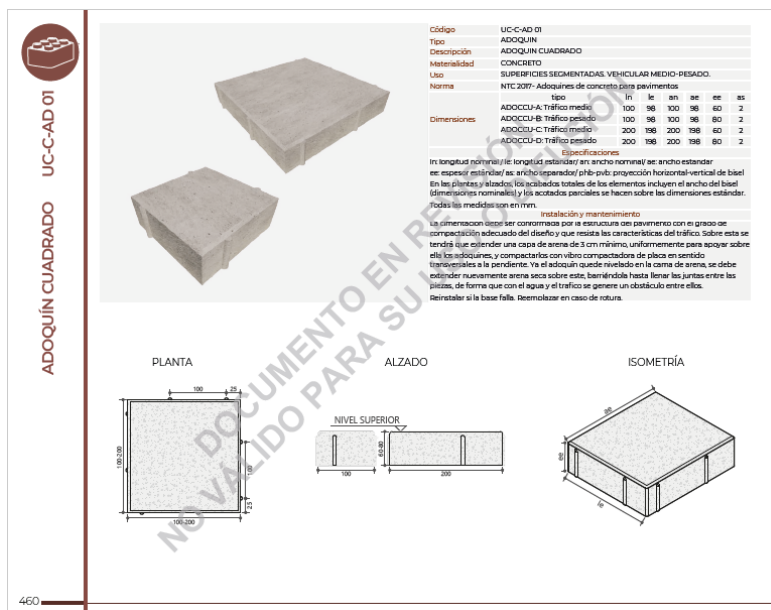 UC-C-AD 01
ADOQUÍN CUADRADO
Código UC-C-AD 01
Tipo ADOQUIN
Descripción ADOQUIN CUADRADO
Materialidad CONCRETO
Uso SUPERFICIES SEGMENTADAS. VEHICULAR MEDIO-PESADO.
Norma NTC 2017- Adoquines de concreto para pavimentos
Dimensiones
tipo ln le an ae ee as
ADOCCU-A: Tráfico medio 100 98 100 98 60 2
ADOCCU-B: Tráfico pesado 100 98 100 98 80 2
ADOCCU-C: Tráfico medio 200 198 200 198 60 2
ADOCCU-D: Tráfico pesado 200 198 200 198 80 2
Especificaciones
ln: longitud nominal / le: longitud estándar/ an: ancho nominal/ ae: ancho estandar
ee: espesor estándar/ as: ancho separador/ phb-pvb: proyección horizontal-vertical de bisel
En las plantas y alzados, los acabados totales de los elementos incluyen el ancho del bisel
(dimensiones nominales) y los acotados parciales se hacen sobre las dimensiones estándar.
Todas las medidas son en mm.
Instalación y mantenimiento
La cimentación debe ser conformada por la estructura del pavimento con el grado de
compactación adecuado del diseño y que resista las características del tráfico. Sobre esta se
tendrá que extender una capa de arena de 3 cm mínimo, uniformemente para apoyar sobre
ella los adoquines, y compactarlos con vibro compactadora de placa en sentido
transversales a la pendiente. Ya el adoquín quede nivelado en la cama de arena, se debe
extender nuevamente arena seca sobre este, barriéndola hasta llenar las juntas entre las
piezas, de forma que con el agua y el trafico se genere un obstáculo entre ellos.
Reinstalar si la base falla. Reemplazar en caso de rotura.
DOCUMENTO EN REVISIÓN
NO VÁLIDO PARA SU USO O DIFUSIÓN
PLANTA
ALZADO
ISOMETRÍA
100 25
100-200
100
25
100-200
NIVEL SUPERIOR
60-80
100
200
460